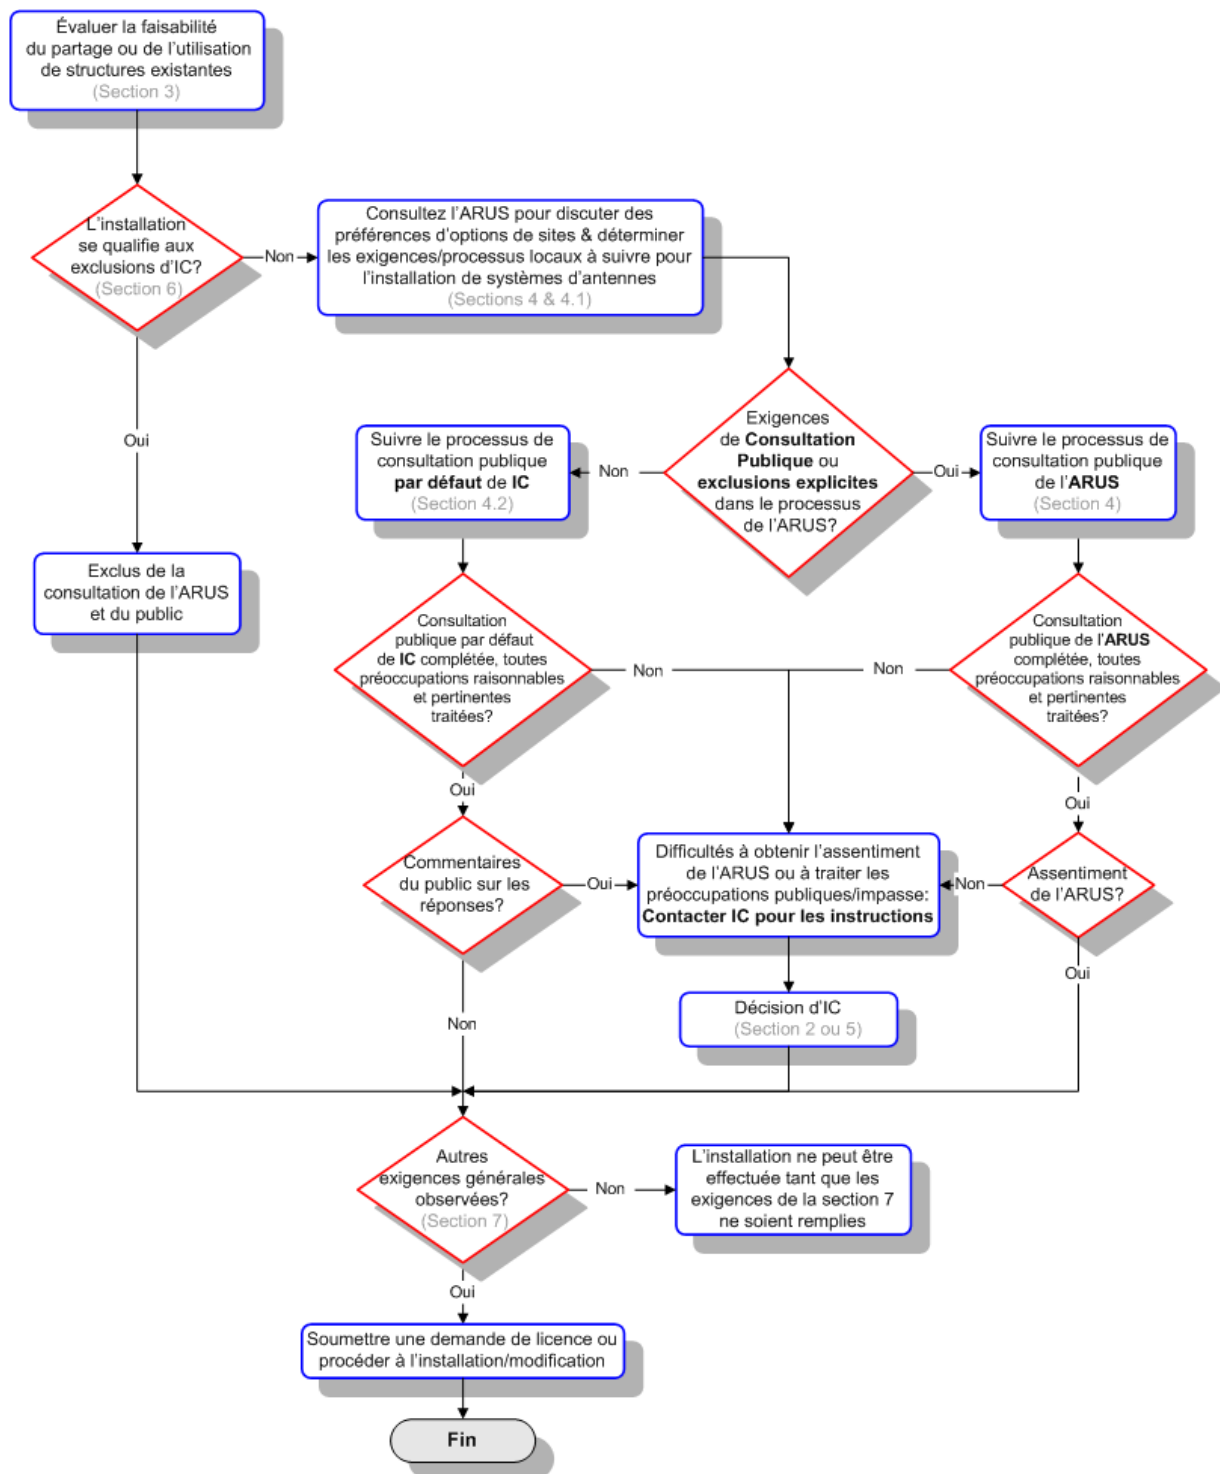 Évaluer la faisabilité
du partage ou de l'utilisation
de structures existantes
(Section 3)
L'installation
se qualifie aux
exclusions d'IC?
(Section 6)
Non
Consultez l'ARUS pour discuter des
préférences d'options de sites & déterminer
les exigences/processus locaux à suivre pour
l'installation de systèmes d'antennes
(Sections 4 & 4.1)
Oui
Exigences
de Consultation
Publique ou
exclusions explicites
dans le processus
de l'ARUS?
Non
Oui
Suivre le processus de
consultation publique
par défaut de IC
(Section 4.2)
Suivre le processus de
consultation publique
de l'ARUS
(Section 4)
Exclus de la
consultation de l'ARUS
et du public
Consultation
publique par défaut
de IC complétée, toutes
préoccupations raisonnables
et pertinentes
traitées?
Non
Non
Consultation
publique de l'ARUS
complétée, toutes
préoccupations raisonnables
et pertinentes
traitées?
Oui
Oui
Commentaires
du public sur les
réponses?
Oui
Difficultés à obtenir l'assentiment
de l'ARUS ou à traiter les
préoccupations publiques/impasse:
Contacter IC pour les instructions
Non
Assentiment
de l'ARUS?
Oui
Non
Décision d'IC
(Section 2 ou 5)
Autres
exigences générales
observées?
(Section 7)
Non
L'installation ne peut être
effectuée tant que les
exigences de la section 7
ne soient remplies
Oui
Soumettre une demande de licence ou
procéder à l'installation/modification
Fin